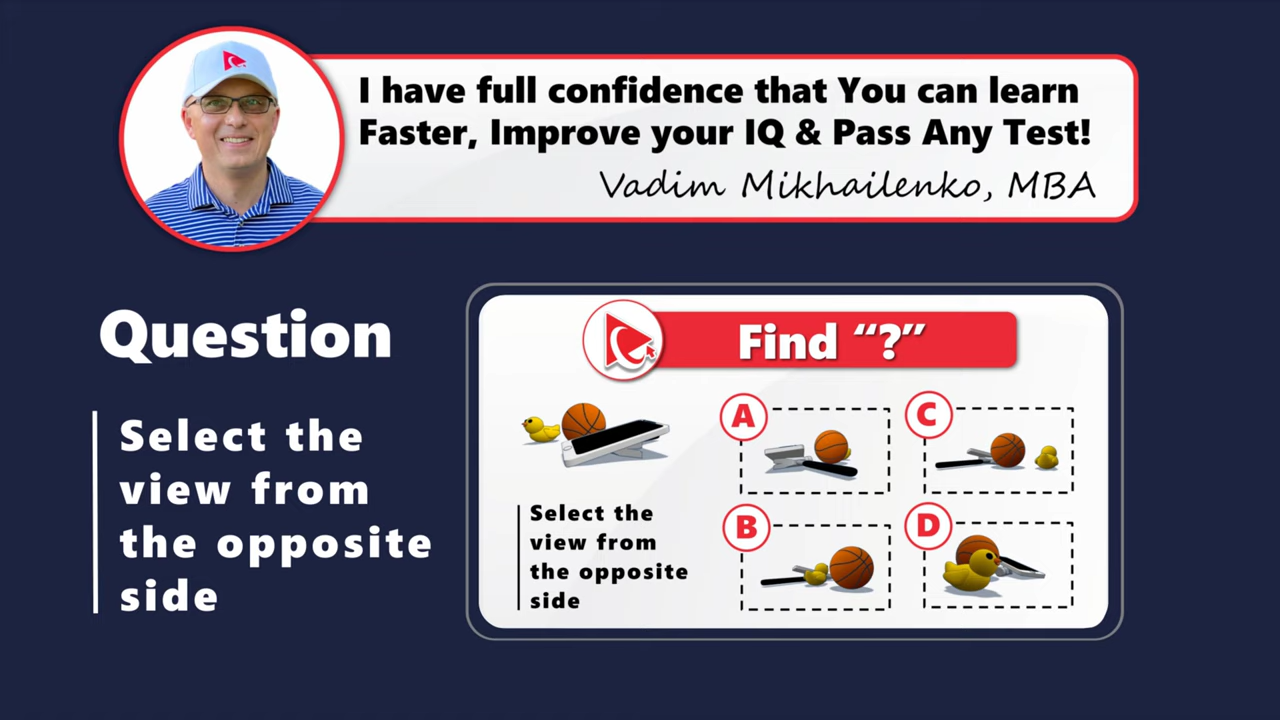 I have full confidence that You can learn
Faster, Improve your IQ & Pass Any Test!
Vadim Mikhailenko, MBA
Question
Select the
view from
the opposite
side
Find “?”
A
C
Select the
view from
the opposite
side
B
D